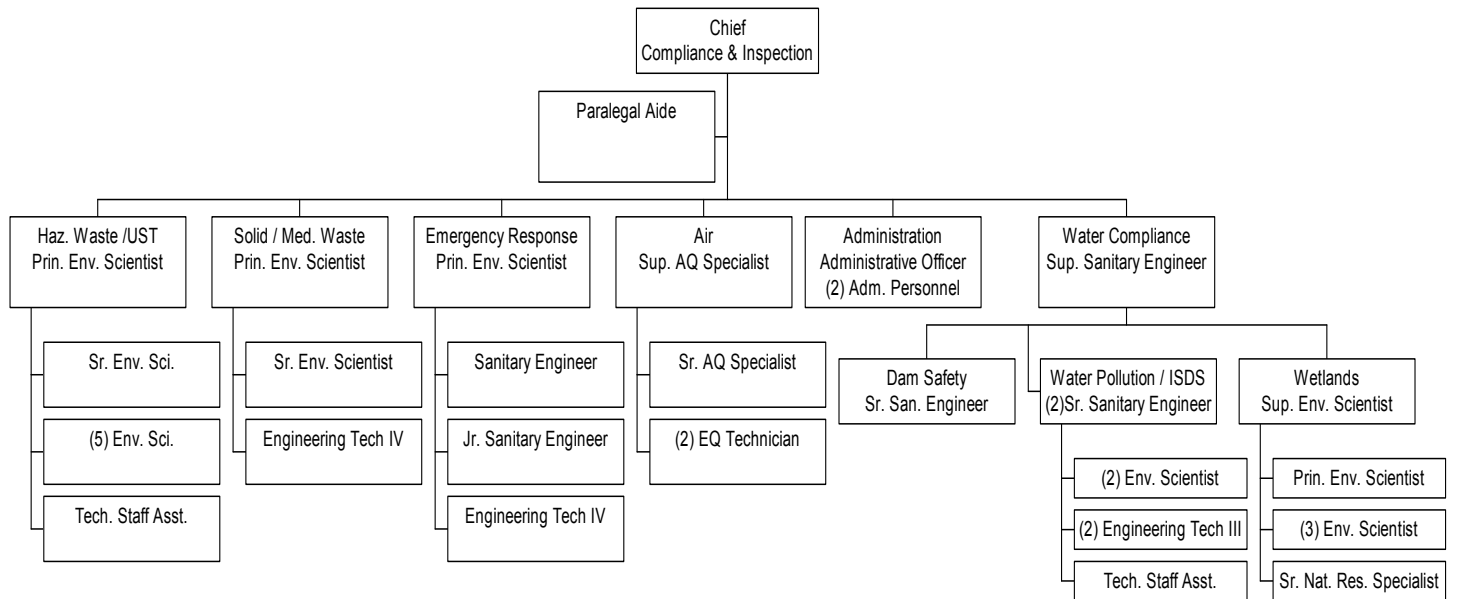 Chief
Compliance & Inspection
Paralegal Aide
Haz. Waste /UST
Prin. Env. Scientist
Solid / Med. Waste
Prin. Env. Scientist
Emergency Response
Prin. Env. Scientist
Air
Sup. AQ Specialist
Administration
Administrative Officer
(2) Adm. Personnel
Water Compliance
Sup. Sanitary Engineer
Sr. Env. Sci.
(5) Env. Sci.
Tech. Staff Asst.
Sr. Env. Scientist
Engineering Tech IV
Sanitary Engineer
Jr. Sanitary Engineer
Engineering Tech IV
Sr. AQ Specialist
(2) EQ Technician
Dam Safety
Sr. San. Engineer
Water Pollution / ISDS
(2)Sr. Sanitary Engineer
(2) Env. Scientist
(2) Engineering Tech III
Tech. Staff Asst.
Wetlands
Sup. Env. Scientist
Prin. Env. Scientist
(3) Env. Scientist
Sr. Nat. Res. Specialist